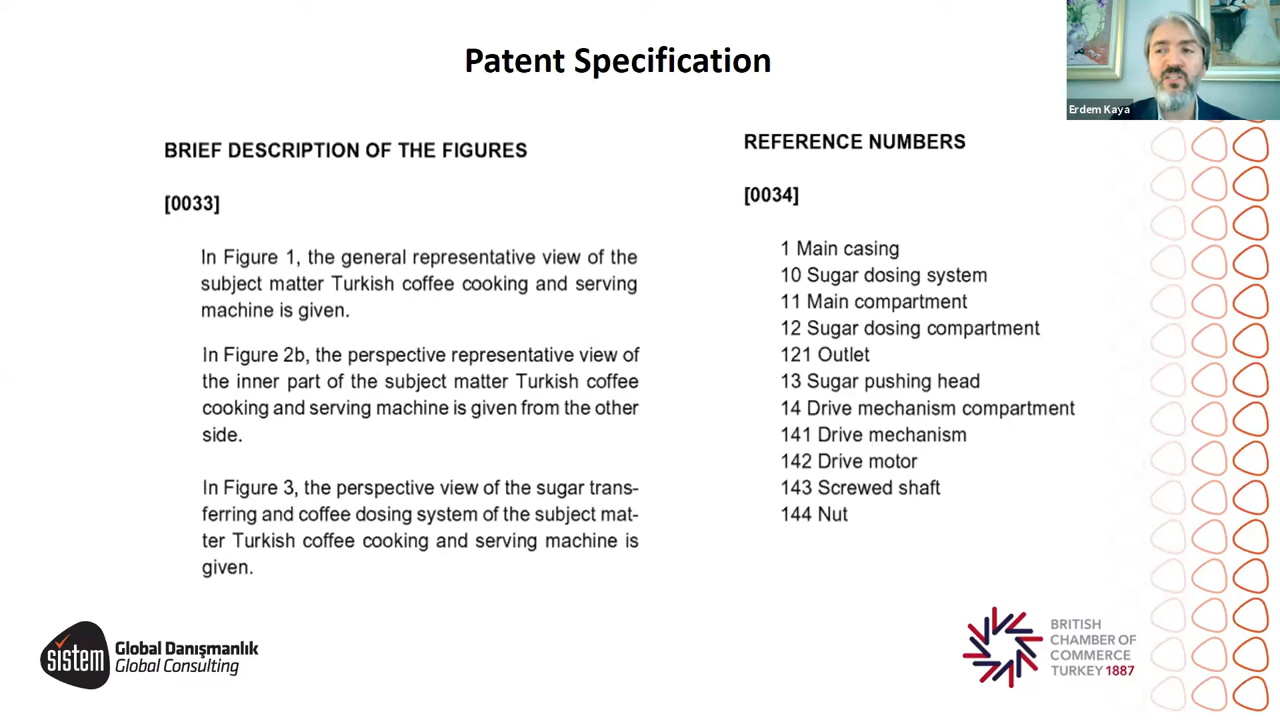 Patent Specification
Erdem Kaya
BRIEF DESCRIPTION OF THE FIGURES
[0033]
In Figure 1, the general representative view of the
subject matter Turkish coffee cooking and serving
machine is given.
In Figure 2b, the perspective representative view of
the inner part of the subject matter Turkish coffee
cooking and serving machine is given from the other
side.
In Figure 3, the perspective view of the sugar trans-
ferring and coffee dosing system of the subject mat-
ter Turkish coffee cooking and serving machine is
given.
REFERENCE NUMBERS
[0034]
1 Main casing
10 Sugar dosing system
11 Main compartment
12 Sugar dosing compartment
121 Outlet
13 Sugar pushing head
14 Drive mechanism compartment
141 Drive mechanism
142 Drive motor
143 Screwed shaft
144 Nut
sistem
Global Danışmanlık
Global Consulting
BRITISH
CHAMBER OF
COMMERCE
TURKEY 1887